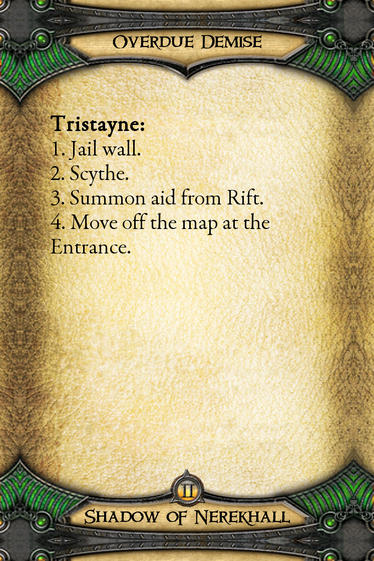 Overdue Demise
Tristayne:
1. Jail wall.
2. Scythe.
3. Summon aid from Rift.
4. Move off the map at the
Entrance.
II
Shadow of Nerekhall